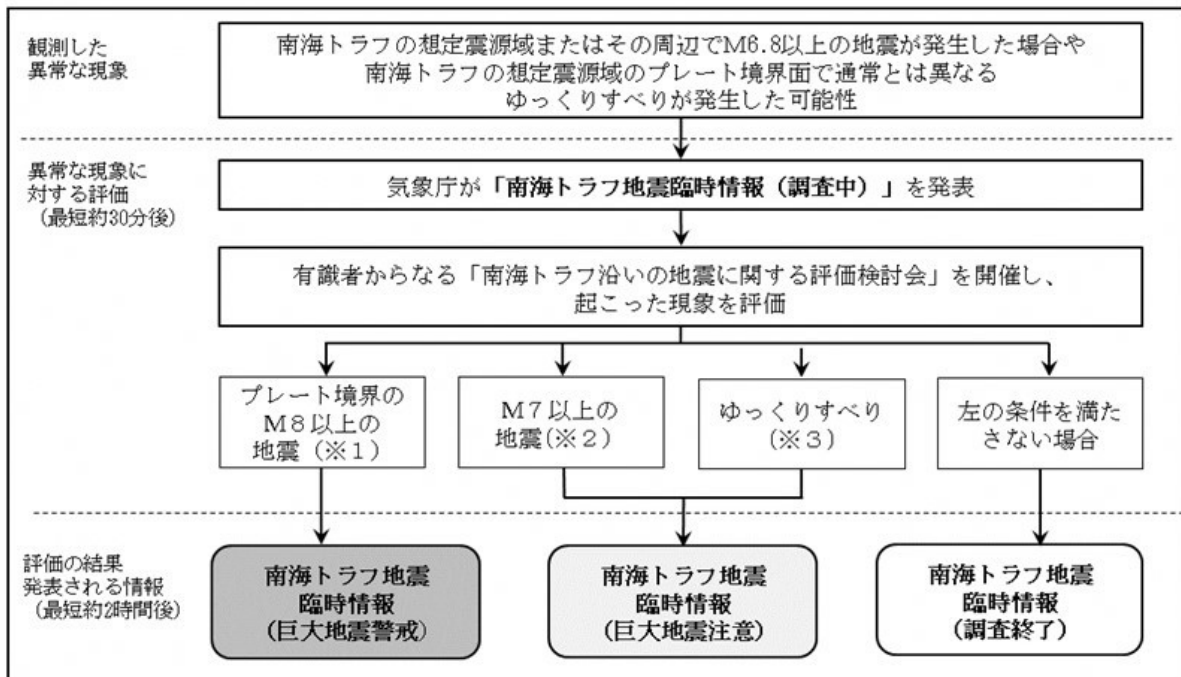 観測した
異常な現象
南海トラフの想定震源域またはその周辺でM6.8以上の地震が発生した場合や
南海トラフの想定震源域のプレート境界面で通常とは異なる
ゆっくりすべりが発生した可能性
異常な現象に
対する評価
(最短約30分後)
気象庁が「南海トラフ地震臨時情報（調査中）」を発表
有識者からなる「南海トラフ沿いの地震に関する評価検討会」を開催し、
起こった現象を評価
プレート境界の
Ｍ８以上の
地震（※１）
Ｍ７以上の
地震(※２)
ゆっくりすべり
(※３)
左の条件を満た
さない場合
評価の結果
発表される情報
(最短約2時間後)
南海トラフ地震
臨時情報
(巨大地震警戒)
南海トラフ地震
臨時情報
(巨大地震注意)
南海トラフ地震
臨時情報
(調査終了)